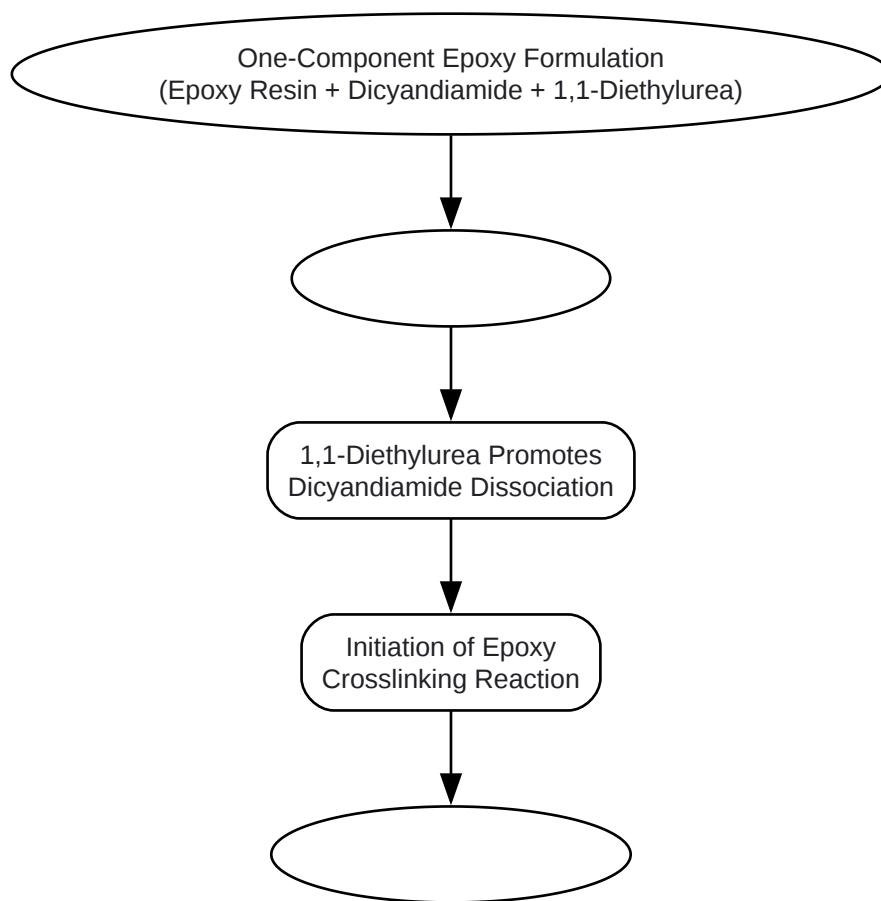 One-Component Epoxy Formulation
(Epoxy Resin + Dicyandiamide + 1,1-Diethylurea)
1,1-Diethylurea Promotes
Dicyandiamide Dissociation
Initiation of Epoxy
Crosslinking Reaction